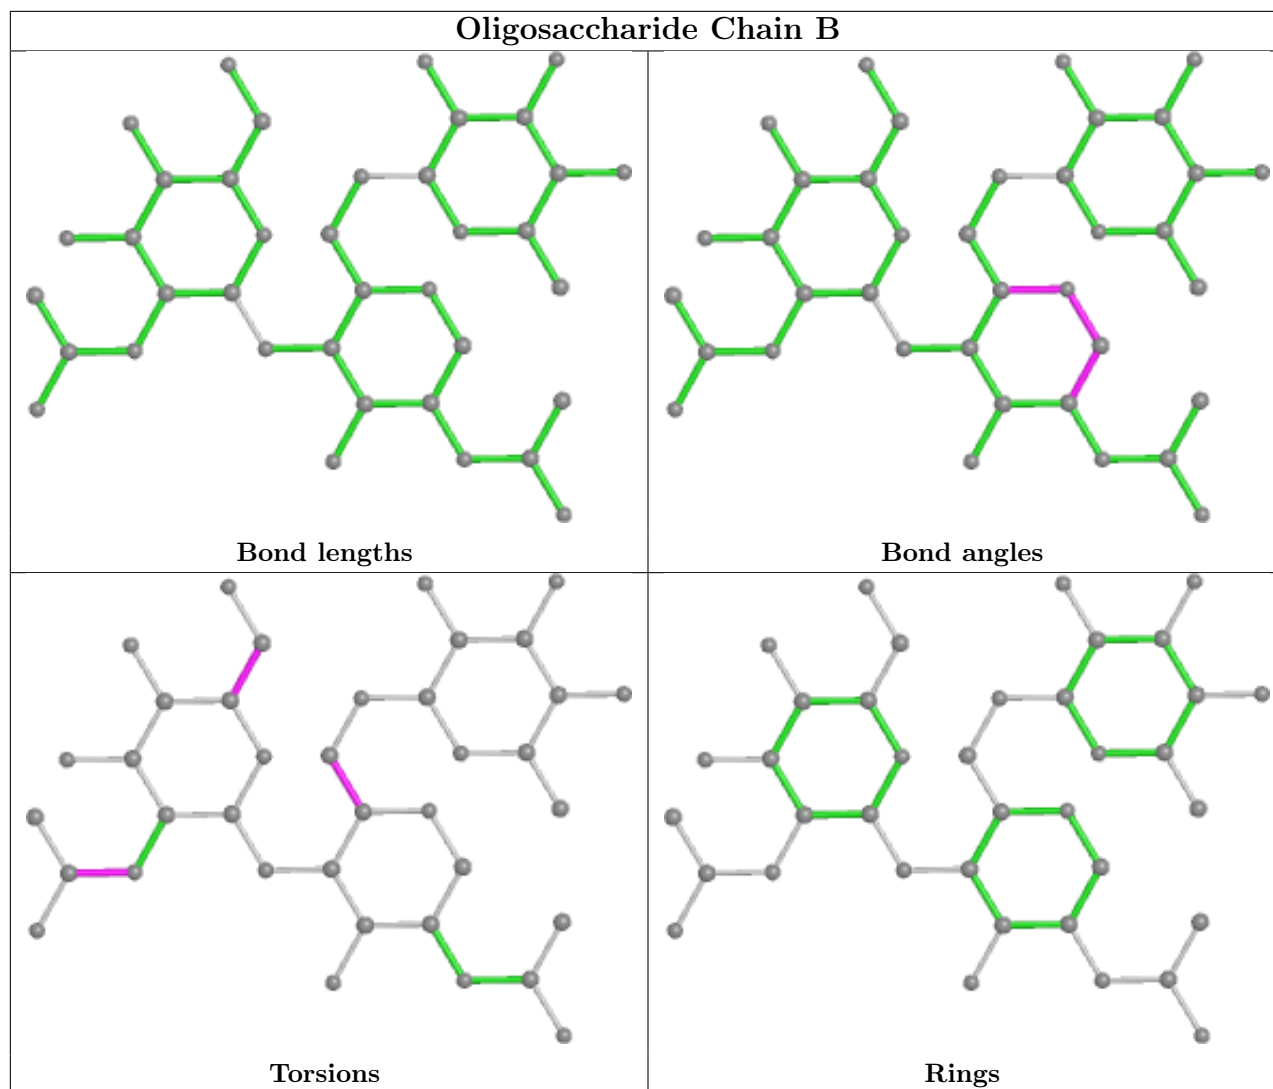 Oligosaccharide Chain B
Bond lengths
Bond angles
Torsions
Rings